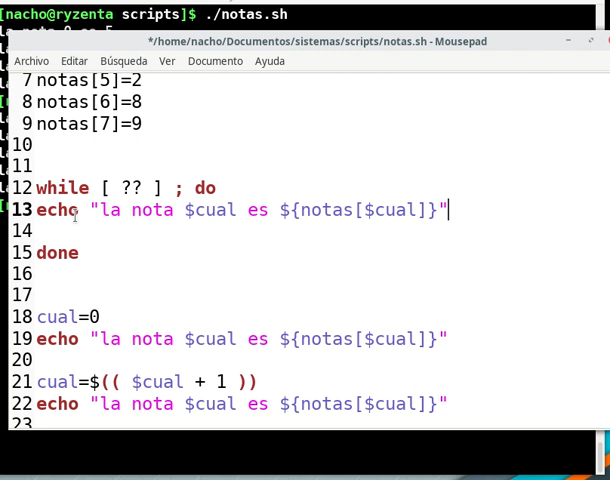 [nacho@ryzenta scripts]$ ./notas.sh
*/home/nacho/Documentos/sistemas/scripts/notas.sh - Mousepad
Archivo Editar Búsqueda Ver Documento Ayuda
7 notas[5]=2
8 notas[6]=8
9 notas[7]=9
10
11
12 while [ ?? ] ; do
13 echo "la nota $cual es ${notas[$cual]}"
14
15 done
16
17
18 cual=0
19 echo "la nota $cual es ${notas[$cual]}"
20
21 cual=$(( $cual + 1 ))
22 echo "la nota $cual es ${notas[$cual]}"
23